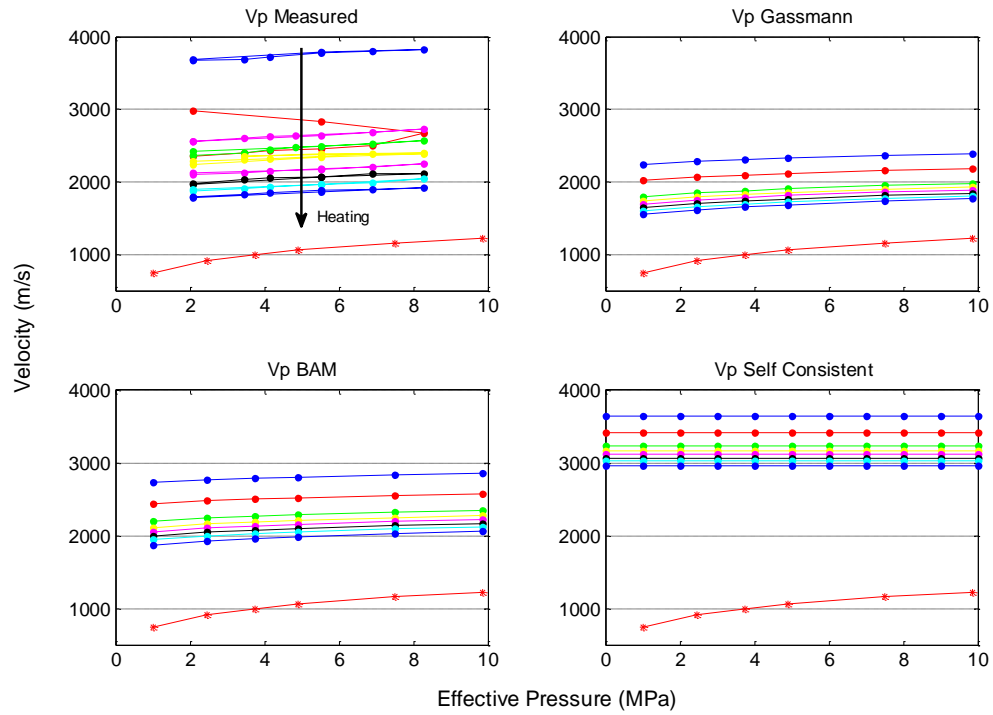 Vp Measured
4000
3000
2000
1000
0 2 4 6 8 10
Heating
Vp Gassmann
4000
3000
2000
1000
0 2 4 6 8 10
Velocity (m/s)
Vp BAM
4000
3000
2000
1000
0 2 4 6 8 10
Vp Self Consistent
4000
3000
2000
1000
0 2 4 6 8 10
Effective Pressure (MPa)